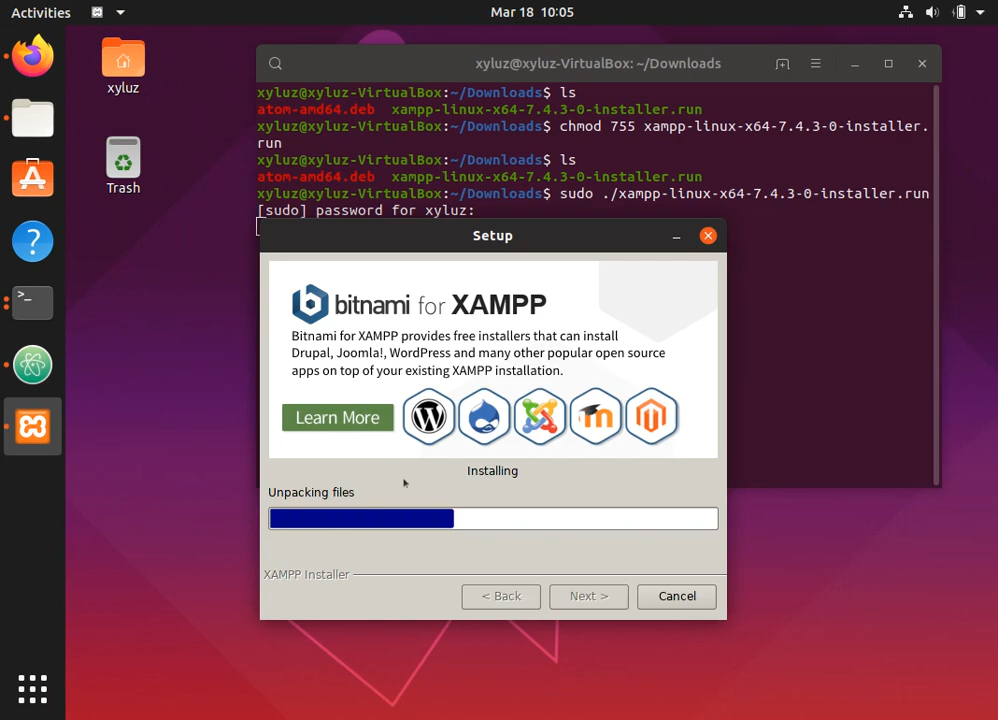 Activities
Mar 18 10:05
xyluz
Trash
xyluz@xyluz-VirtualBox: ~/Downloads
xyluz@xyluz-VirtualBox:~/Downloads$ ls
atom-amd64.deb xampp-linux-x64-7.4.3-0-installer.run
xyluz@xyluz-VirtualBox:~/Downloads$ chmod 755 xampp-linux-x64-7.4.3-0-installer.
run
xyluz@xyluz-VirtualBox:~/Downloads$ ls
atom-amd64.deb xampp-linux-x64-7.4.3-0-installer.run
xyluz@xyluz-VirtualBox:~/Downloads$ sudo ./xampp-linux-x64-7.4.3-0-installer.run
[sudo] password for xyluz:
Setup
bitnami for XAMPP
Bitnami for XAMPP provides free installers that can install
Drupal, Joomla!, WordPress and many other popular open source
apps on top of your existing XAMPP installation.
Learn More
Installing
Unpacking files
XAMPP Installer
< Back
Next >
Cancel